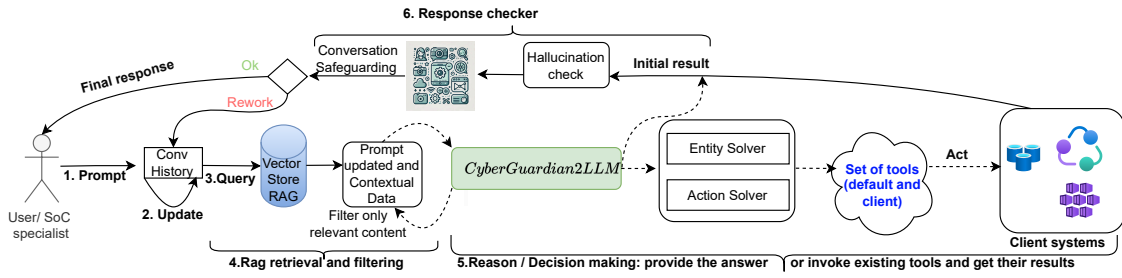 6. Response checker
Final response
Ok
Rework
Conversation
Safeguarding
Hallucination
check
Initial result
User/ SoC
specialist
1. Prompt
Conv
History
2. Update
3.Query
Vector
Store
RAG
Prompt
updated and
Contextual
Data
Filter only
relevant content
CyberGuardian2LLM
Entity Solver
Action Solver
Set of tools
(default and
client)
Act
Client systems
4.Rag retrieval and filtering
5.Reason / Decision making: provide the answer
or invoke existing tools and get their results